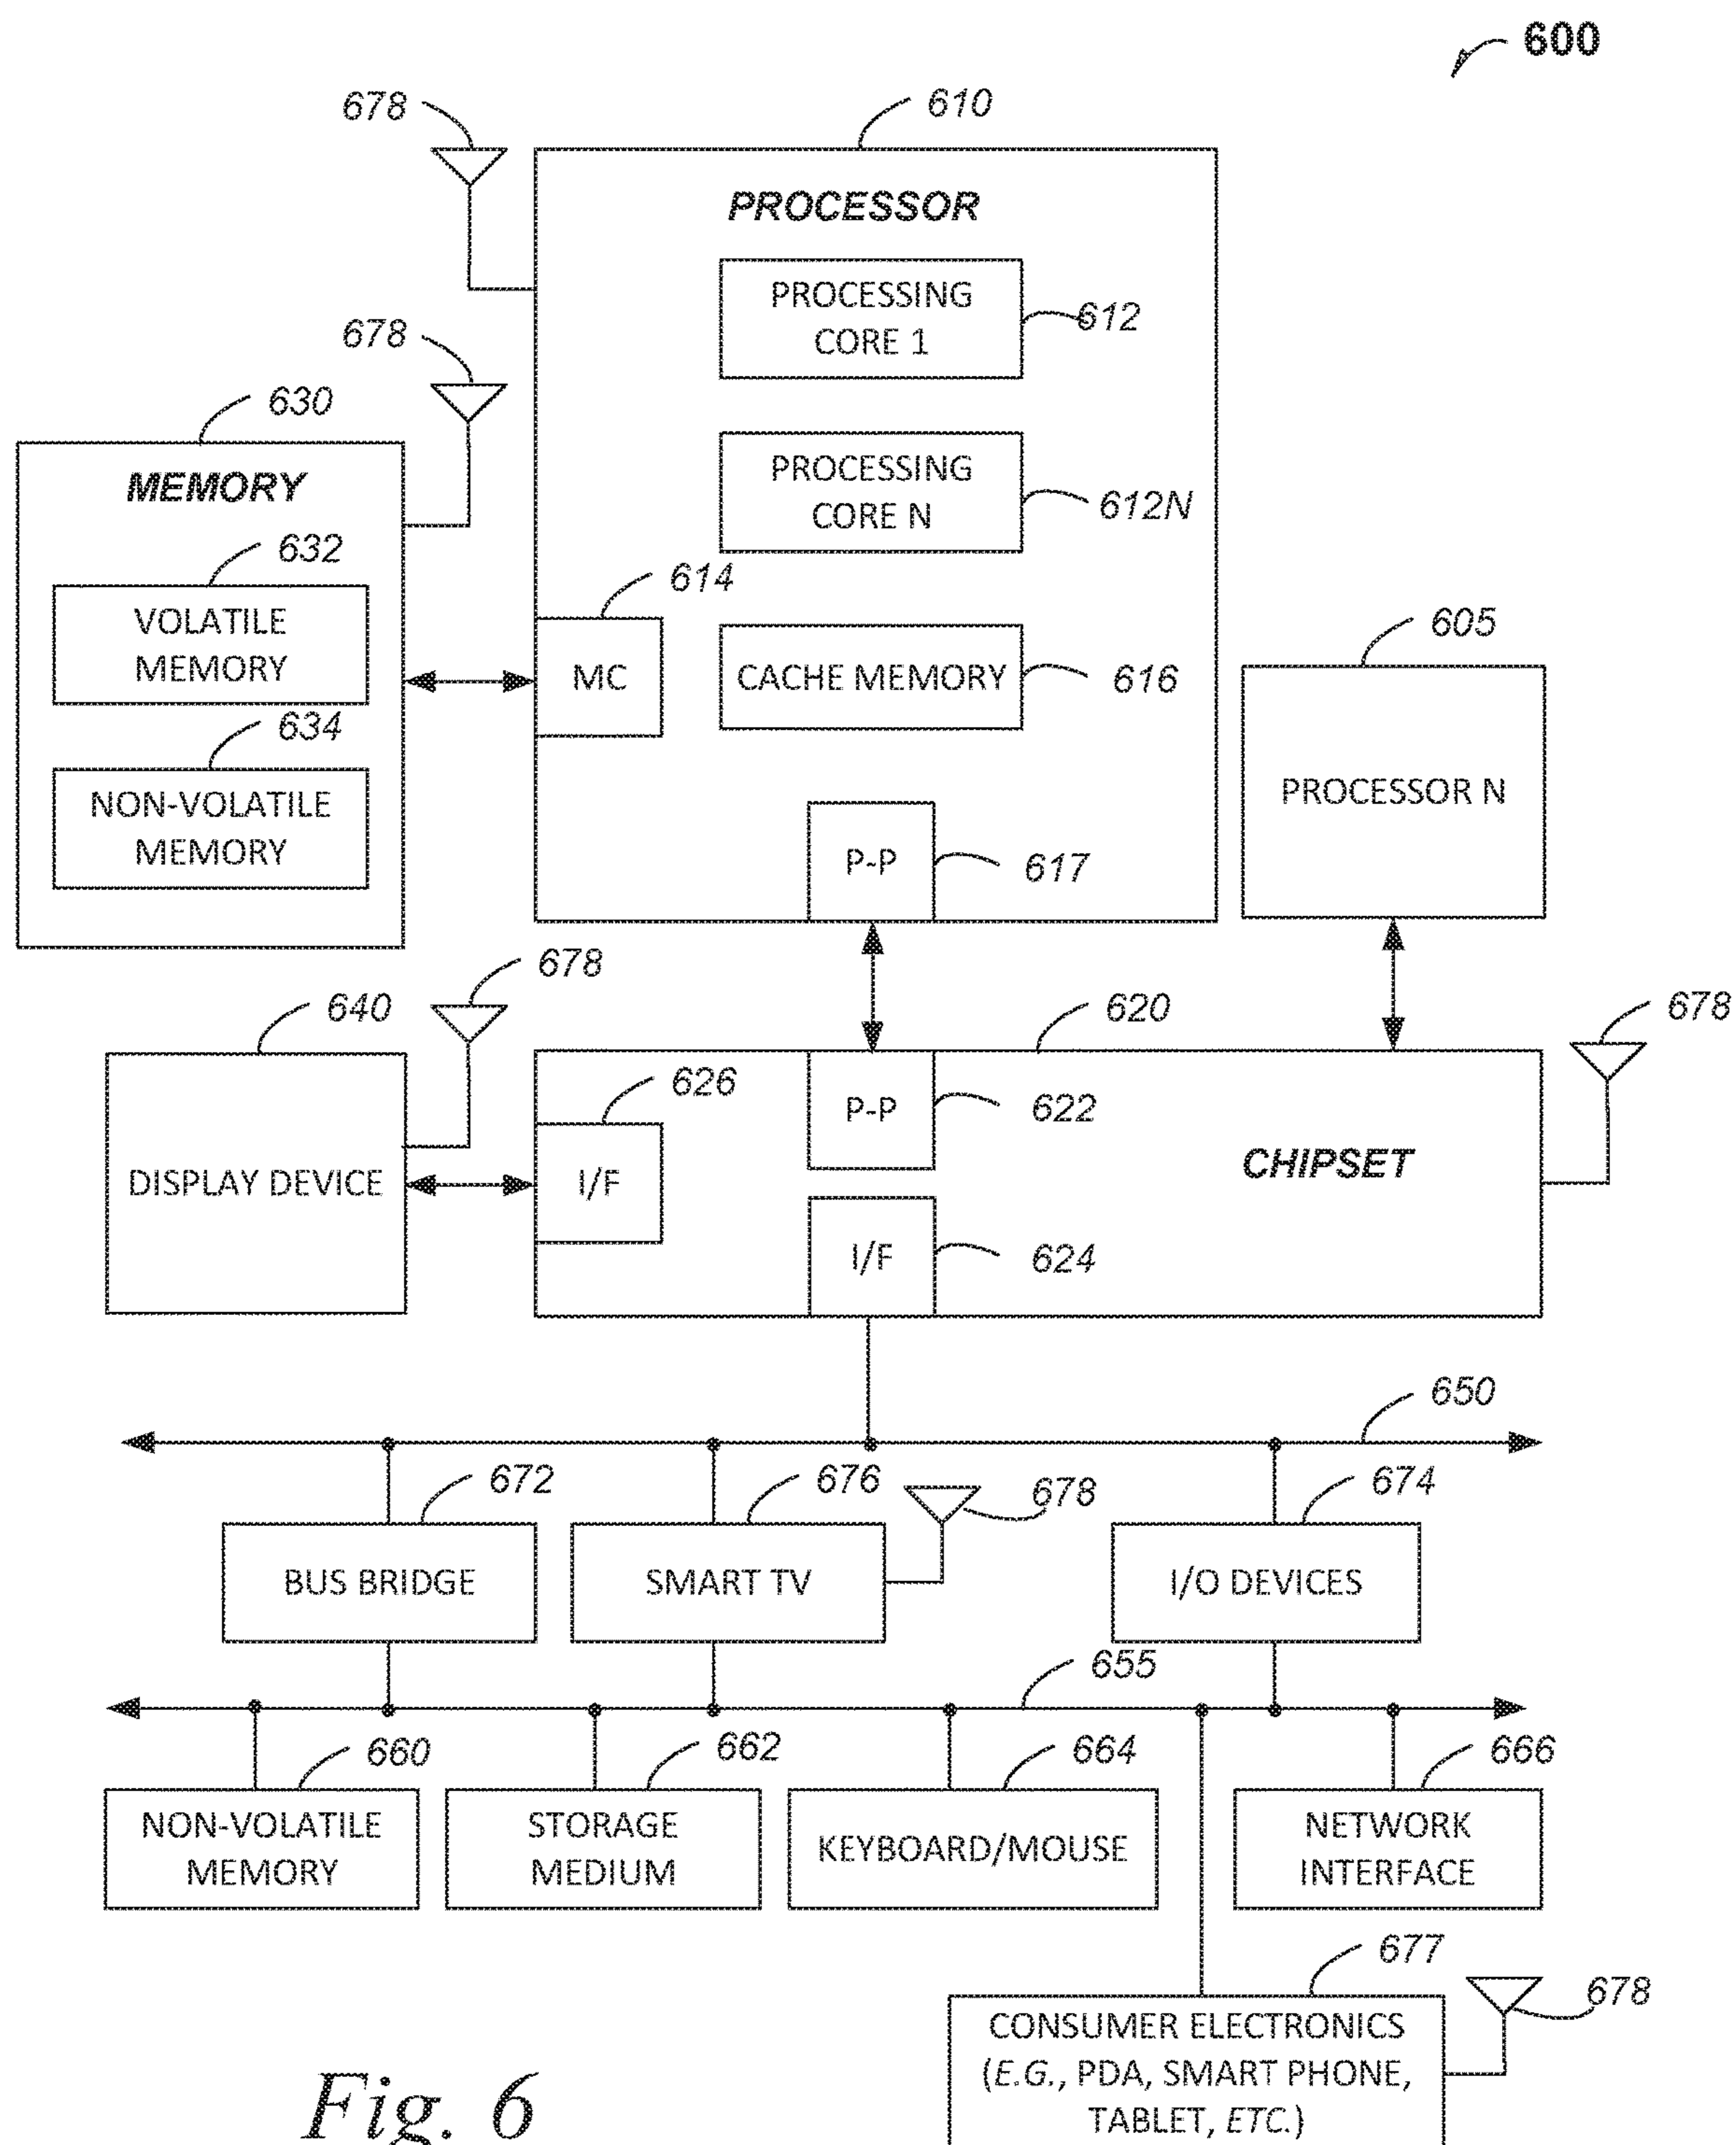 600
678
610
PROCESSOR
PROCESSING
CORE 1
612
678
630
MEMORY
PROCESSING
CORE N
612N
632
VOLATILE
MEMORY
614
MC
CACHE MEMORY
616
605
634
NON-VOLATILE
MEMORY
PROCESSOR N
P-P
617
678
640
620
678
626
DISPLAY DEVICE
I/F
P-P
622
CHIPSET
I/F
624
650
672
676
678
674
BUS BRIDGE
SMART TV
I/O DEVICES
655
660
662
664
666
NON-VOLATILE
MEMORY
STORAGE
MEDIUM
KEYBOARD/MOUSE
NETWORK
INTERFACE
677
678
CONSUMER ELECTRONICS
(E.G., PDA, SMART PHONE,
TABLET, ETC.)
Fig. 6